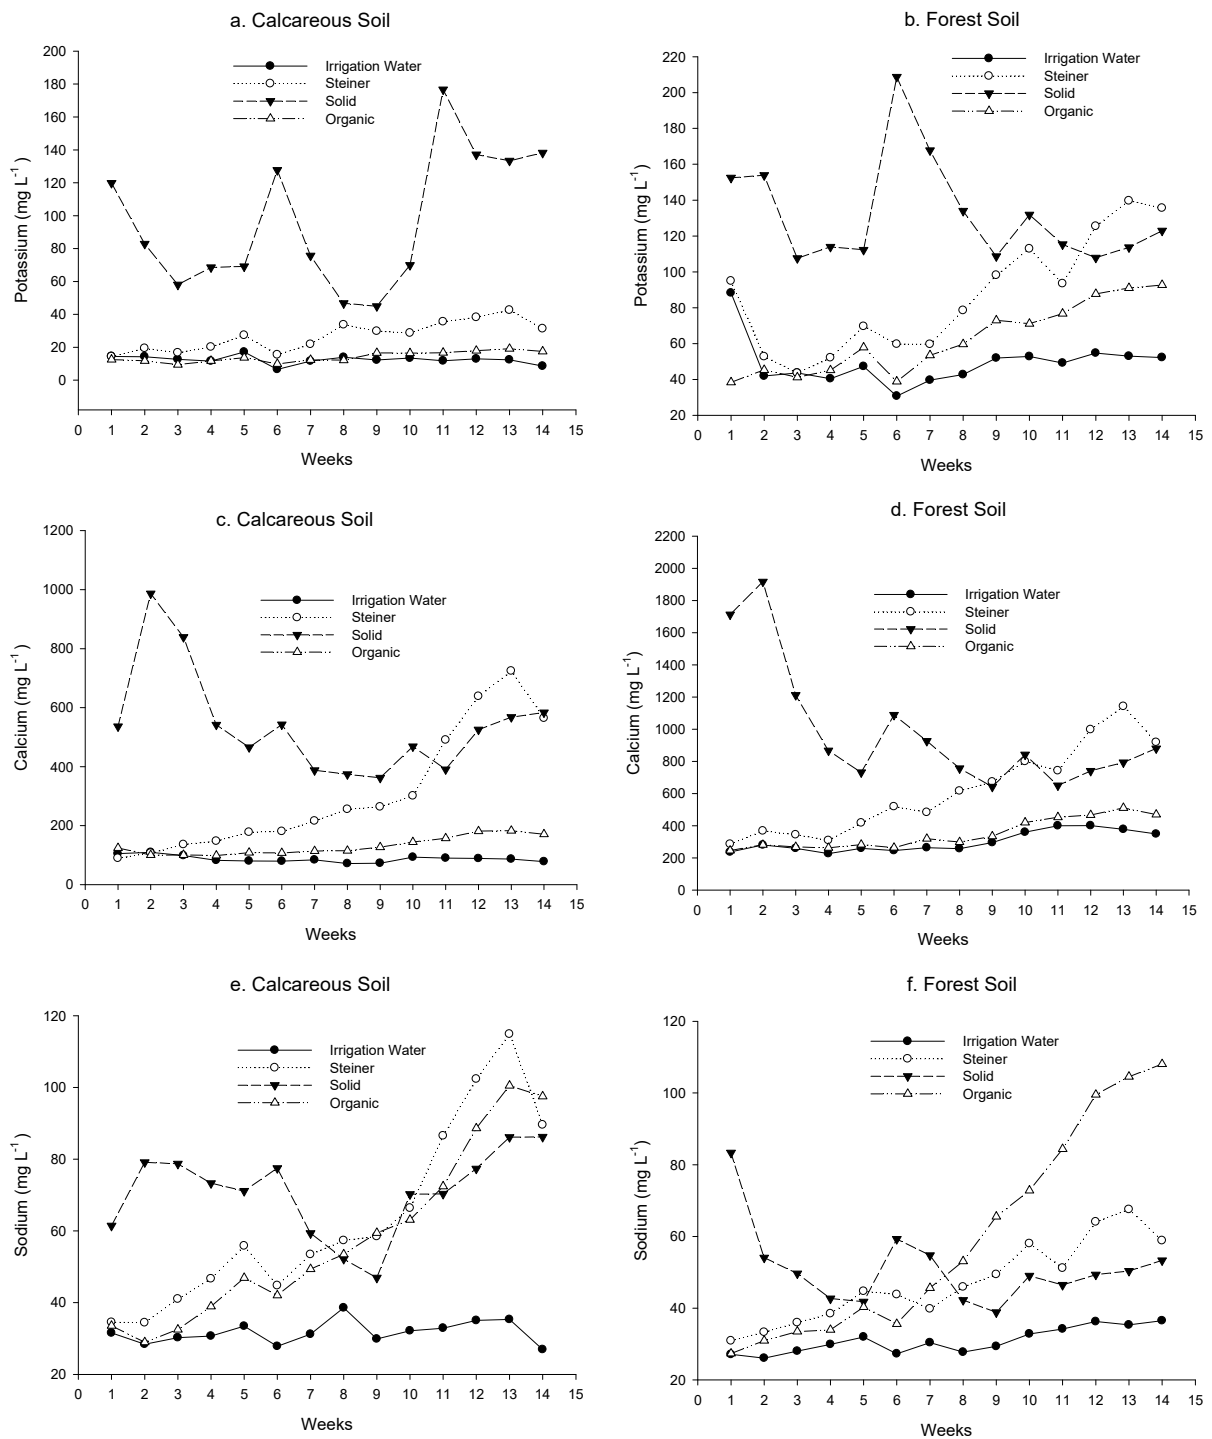 a. Calcareous Soil
Potassium (mg L-1 )
200
180
160
140
120
100
80
60
40
20
0
Irrigation Water
Steiner
Solid
Organic
0 1 2 3 4 5 6 7 8 9 10 11 12 13 14 15
Weeks
b. Forest Soil
Potassium (mg L-1 )
220
200
220
180
160
140
120
100
80
60
40
20
Irrigation Water
Steiner
Solid
Organic
0 1 2 3 4 5 6 7 8 9 10 11 12 13 14 15
Weeks
c. Calcareous Soil
Calcium (mg L-1)
1200
1000
800
600
400
200
0
Irrigation Water
Steiner
Solid
Organic
0 1 2 3 4 5 6 7 8 9 10 11 12 13 14 15
Weeks
d. Forest Soil
Calcium (mg L-1)
2200
2000
1800
1600
1400
1200
1000
800
600
400
200
0
Irrigation Water
Steiner
Solid
Organic
0 1 2 3 4 5 6 7 8 9 10 11 12 13 14 15
Weeks
e. Calcareous Soil
Sodium (mg L-1 )
120
100
80
60
40
20
Irrigation Water
Steiner
Solid
Organic
0 1 2 3 4 5 6 7 8 9 10 11 12 13 14 15
Weeks
f. Forest Soil
Sodium (mg L-1 )
120
100
80
60
40
20
Irrigation Water
Steiner
Solid
Organic
0 1 2 3 4 5 6 7 8 9 10 11 12 13 14 15
Weeks